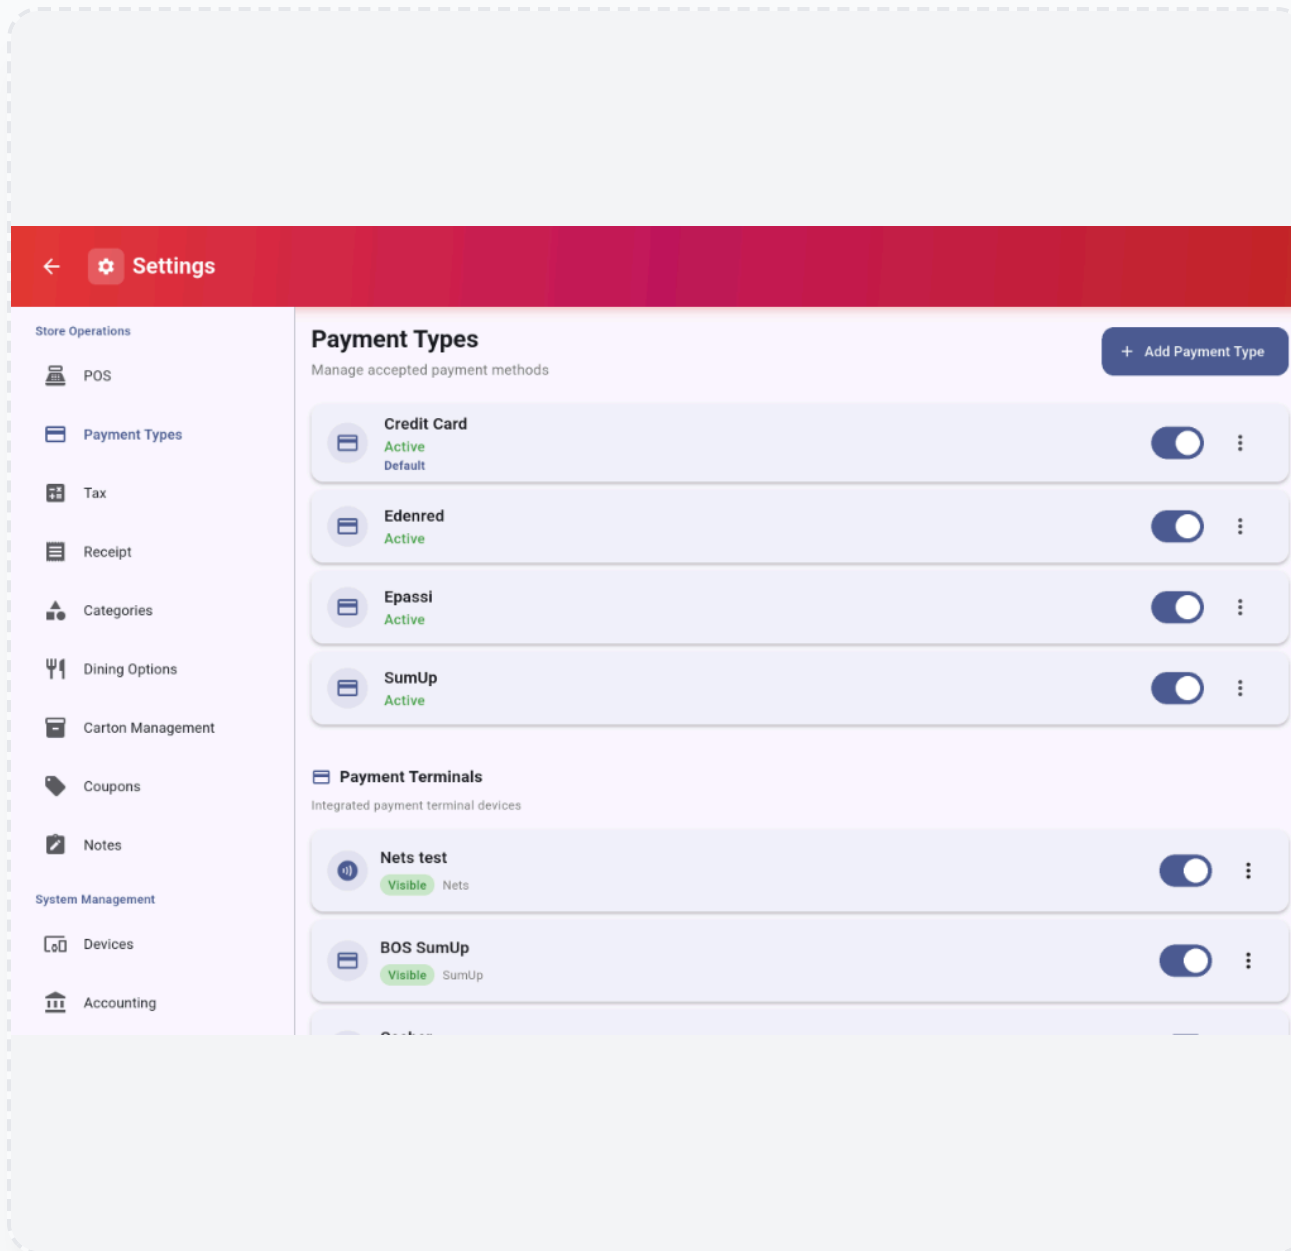 Settings
Store Operations
POS
Payment Types
Tax
Receipt
Categories
Dining Options
Carton Management
Coupons
Notes
System Management
Devices
Accounting
Payment Types
Manage accepted payment methods
+ Add Payment Type
Credit Card
Active
Default
Edenred
Active
Epassi
Active
SumUp
Active
Payment Terminals
Integrated payment terminal devices
Nets test
Visible Nets
BOS SumUp
Visible SumUp